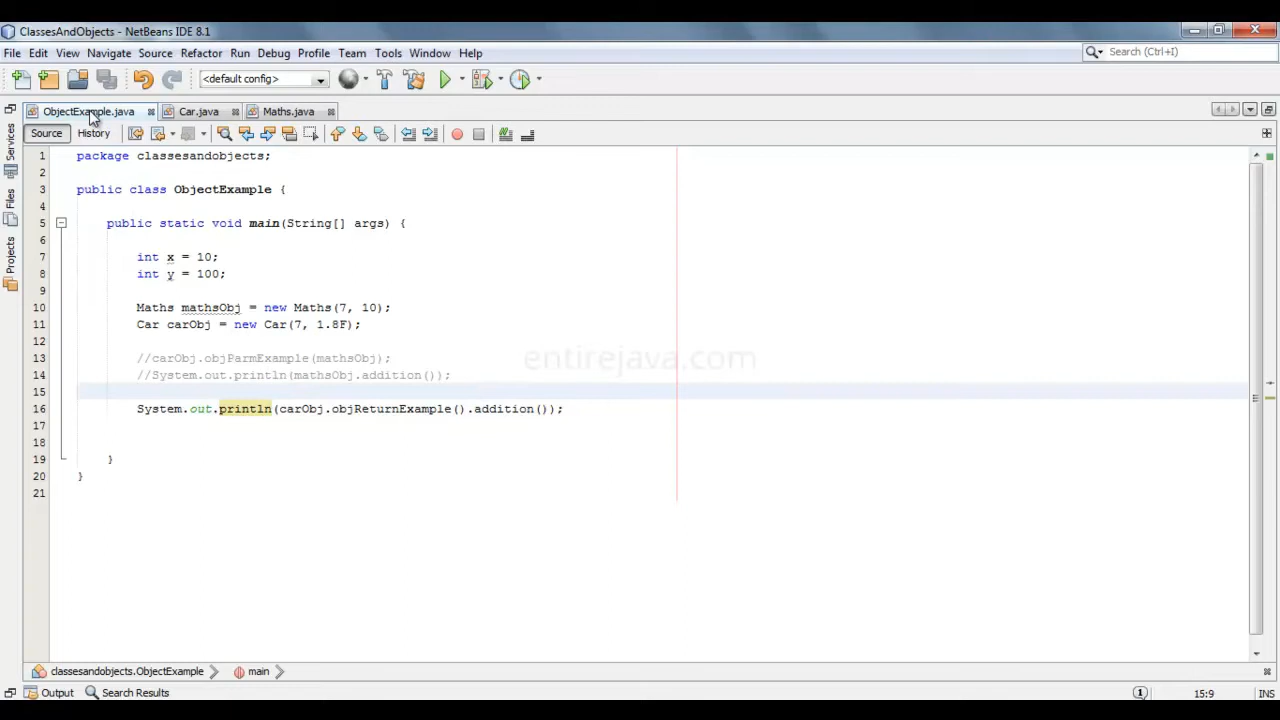 ClassesAndObjects - NetBeans IDE 8.1
File Edit View Navigate Source Refactor Run Debug Profile Team Tools Window Help
Search (Ctrl+I)
<default config>
ObjectExample.java Car.java Maths.java
Source History
Services
Files
Projects
1 package classesandobjects;
2
3 public class ObjectExample {
4
5 public static void main(String[] args) {
6
7 int x = 10;
8 int y = 100;
9
10 Maths mathsObj = new Maths(7, 10);
11 Car carObj = new Car(7, 1.8F);
12
13 //carObj.objParmExample(mathsObj);
14 //System.out.println(mathsObj.addition());
15
16 System.out.println(carObj.objReturnExample().addition());
17
18
19 }
20 }
21
entirejava.com
classesandobjects.ObjectExample main
Output Search Results
1 15:9 INS